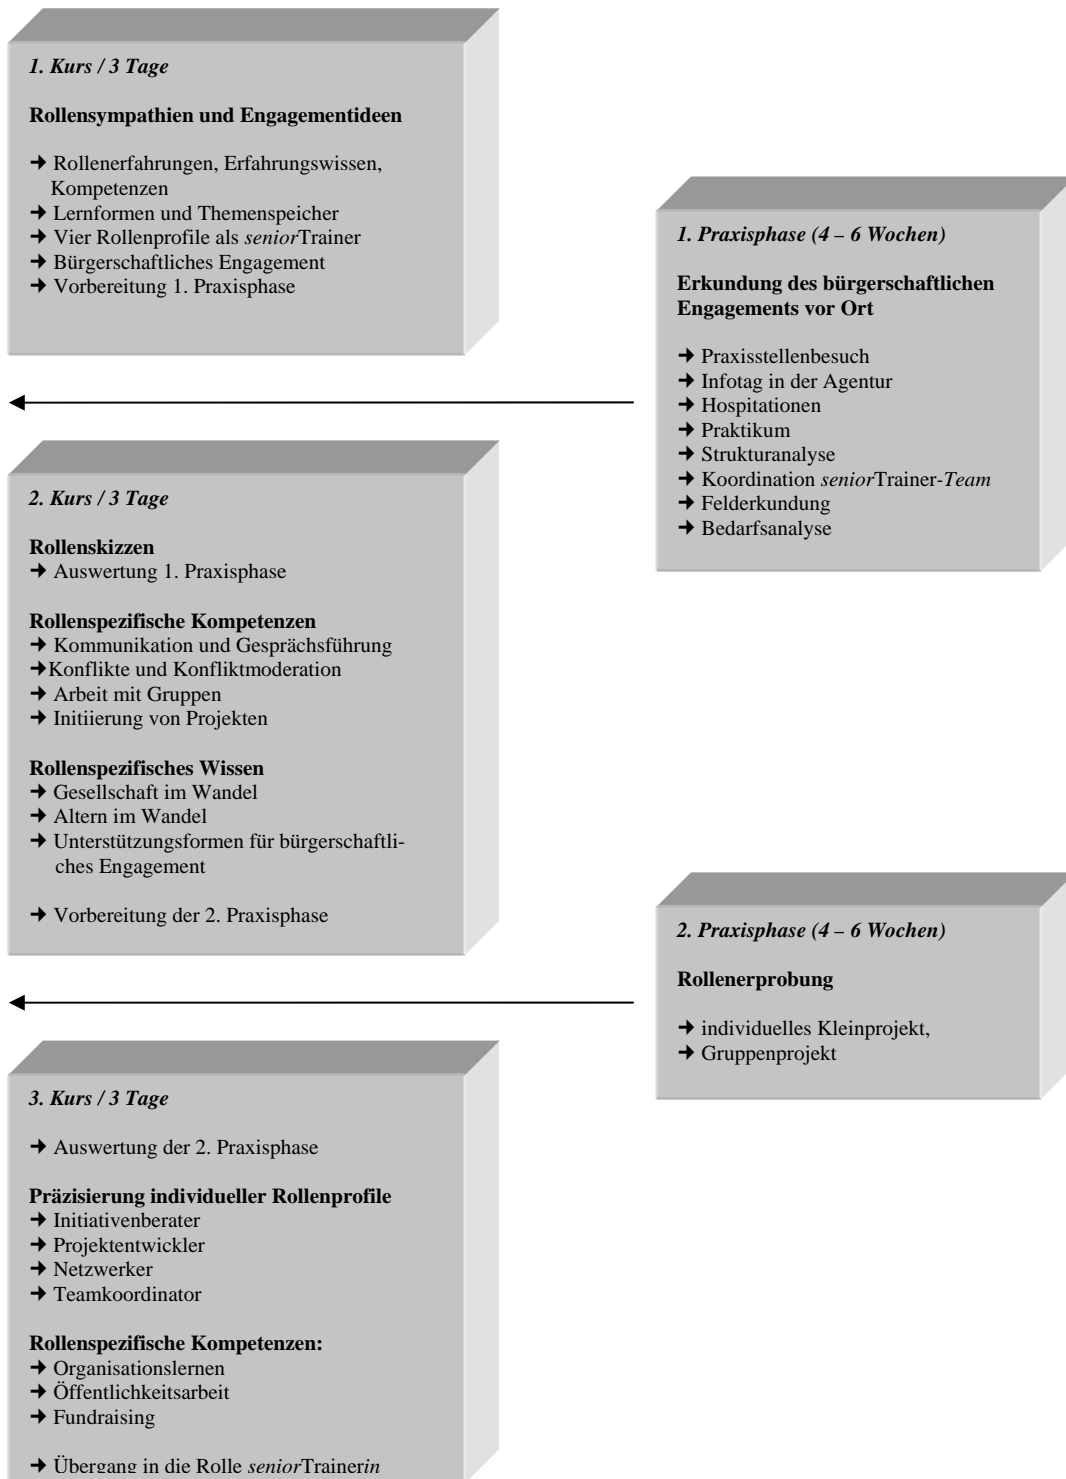 1. Kurs / 3 Tage
Rollensympathien und Engagementideen
➔ Rollenerfahrungen, Erfahrungswissen,
Kompetenzen
➔ Lernformen und Themenspeicher
➔ Vier Rollenprofile als seniorTrainer
➔ Bürgerschaftliches Engagement
➔ Vorbereitung 1. Praxisphase
1. Praxisphase (4 – 6 Wochen)
Erkundung des bürgerschaftlichen
Engagements vor Ort
➔ Praxisstellenbesuch
➔ Infotag in der Agentur
➔ Hospitationen
➔ Praktikum
➔ Strukturanalyse
➔ Koordination seniorTrainer-Team
➔ Felderkundung
➔ Bedarfsanalyse
2. Kurs / 3 Tage
Rollenskizzen
➔ Auswertung 1. Praxisphase
Rollenspezifische Kompetenzen
➔ Kommunikation und Gesprächsführung
➔Konflikte und Konfliktmoderation
➔ Arbeit mit Gruppen
➔ Initiierung von Projekten
Rollenspezifisches Wissen
➔ Gesellschaft im Wandel
➔ Altern im Wandel
➔ Unterstützungsformen für bürgerschaftli-
ches Engagement
➔ Vorbereitung der 2. Praxisphase
2. Praxisphase (4 – 6 Wochen)
Rollenerprobung
➔ individuelles Kleinprojekt,
➔ Gruppenprojekt
3. Kurs / 3 Tage
➔ Auswertung der 2. Praxisphase
Präzisierung individueller Rollenprofile
➔ Initiativenberater
➔ Projektentwickler
➔ Netzwerker
➔ Teamkoordinator
Rollenspezifische Kompetenzen:
➔ Organisationslernen
➔ Öffentlichkeitsarbeit
➔ Fundraising
➔ Übergang in die Rolle seniorTrainerin